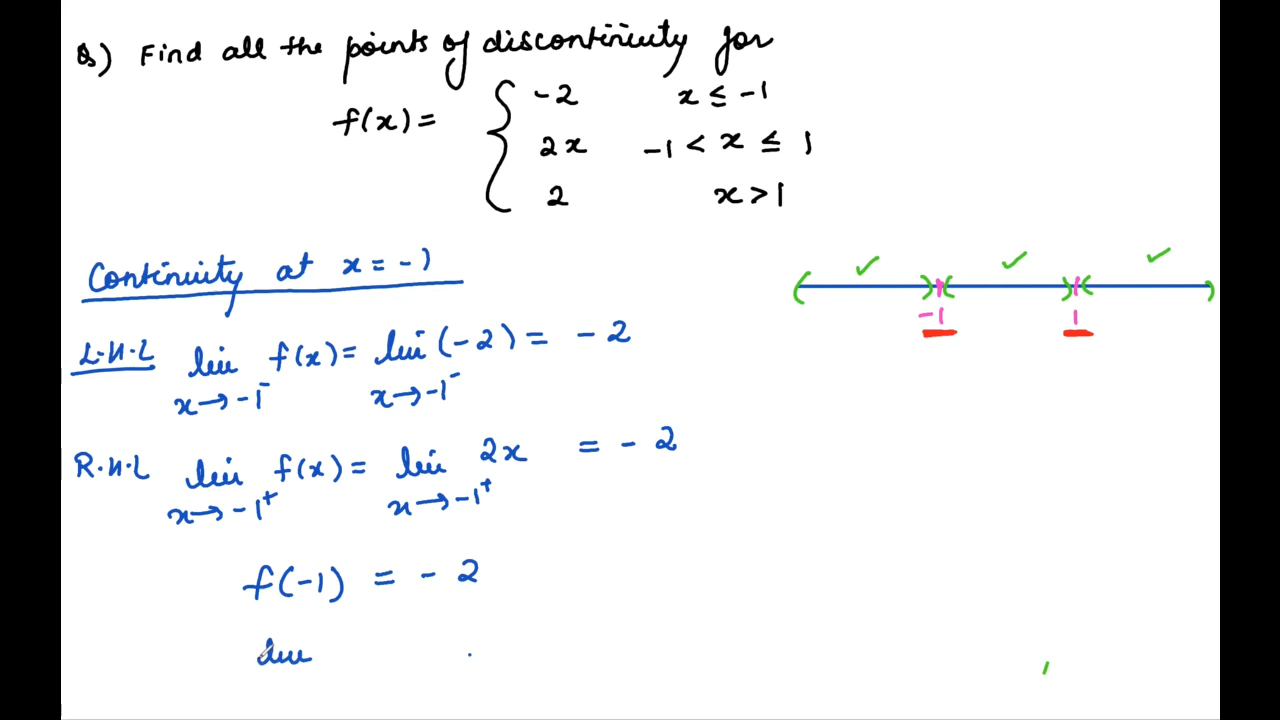 Q) Find all the points of discontinuity for
f(x) = { -2 x ≤ -1
2x -1 < x ≤ 1
2 x > 1
Continuity at x = -1
-1 1
L.H.L lim f(x) = lim (-2) = -2
x → -1⁻ x → -1⁻
R.H.L lim f(x) = lim 2x = -2
x → -1⁺ x → -1⁺
f(-1) = -2
lim